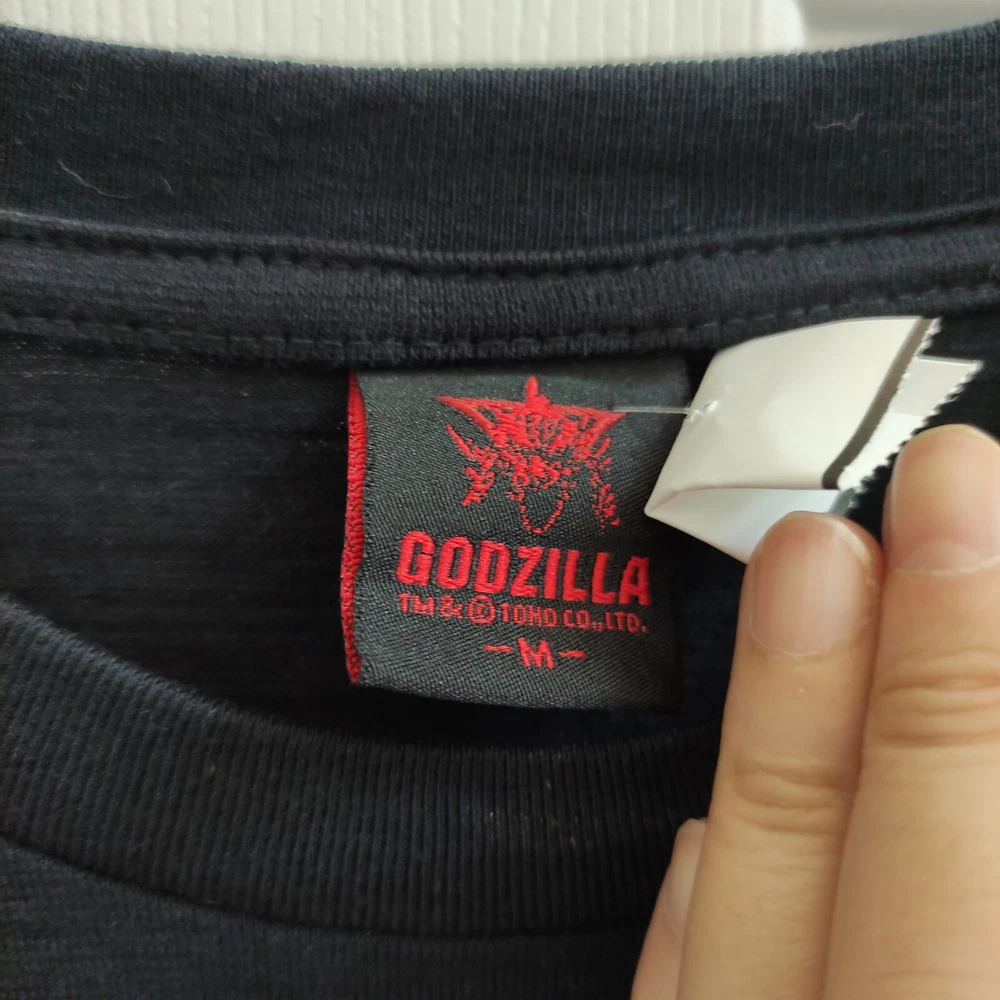 GODZILLA
TM & © TOHO CO.,LTD.
-M-